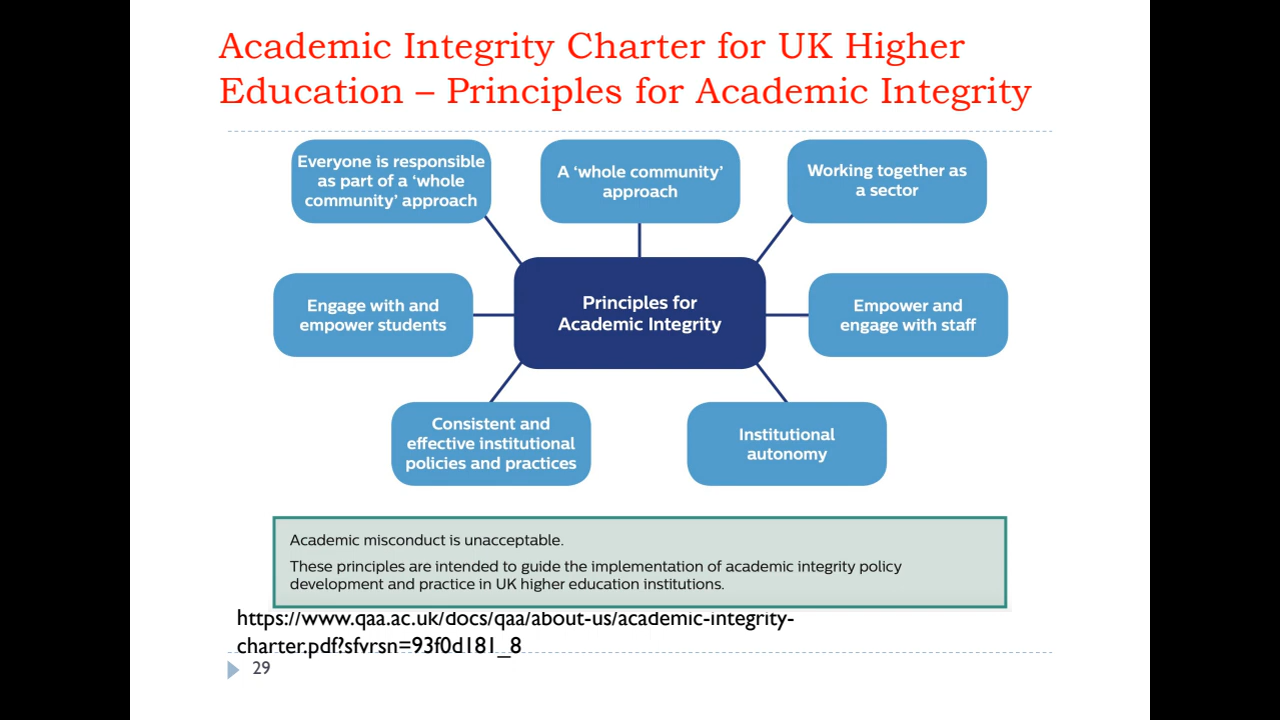 Academic Integrity Charter for UK Higher
Education – Principles for Academic Integrity
Everyone is responsible
as part of a ‘whole
community’ approach
A ‘whole community’
approach
Working together as
a sector
Engage with and
empower students
Principles for
Academic Integrity
Empower and
engage with staff
Consistent and
effective institutional
policies and practices
Institutional
autonomy
Academic misconduct is unacceptable.
These principles are intended to guide the implementation of academic integrity policy
development and practice in UK higher education institutions.
https://www.qaa.ac.uk/docs/qaa/about-us/academic-integrity-
charter.pdf?sfvrsn=93f0d181_8
29